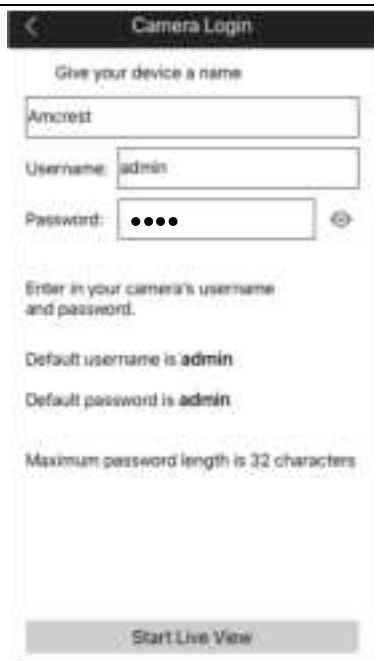 Camera Login
Give your device a name
Amcrest
Username: admin
Password: ●●●●
Enter in your camera's username
and password.
Default username is admin
Default password is admin
Maximum password length is 32 characters
Start Live View